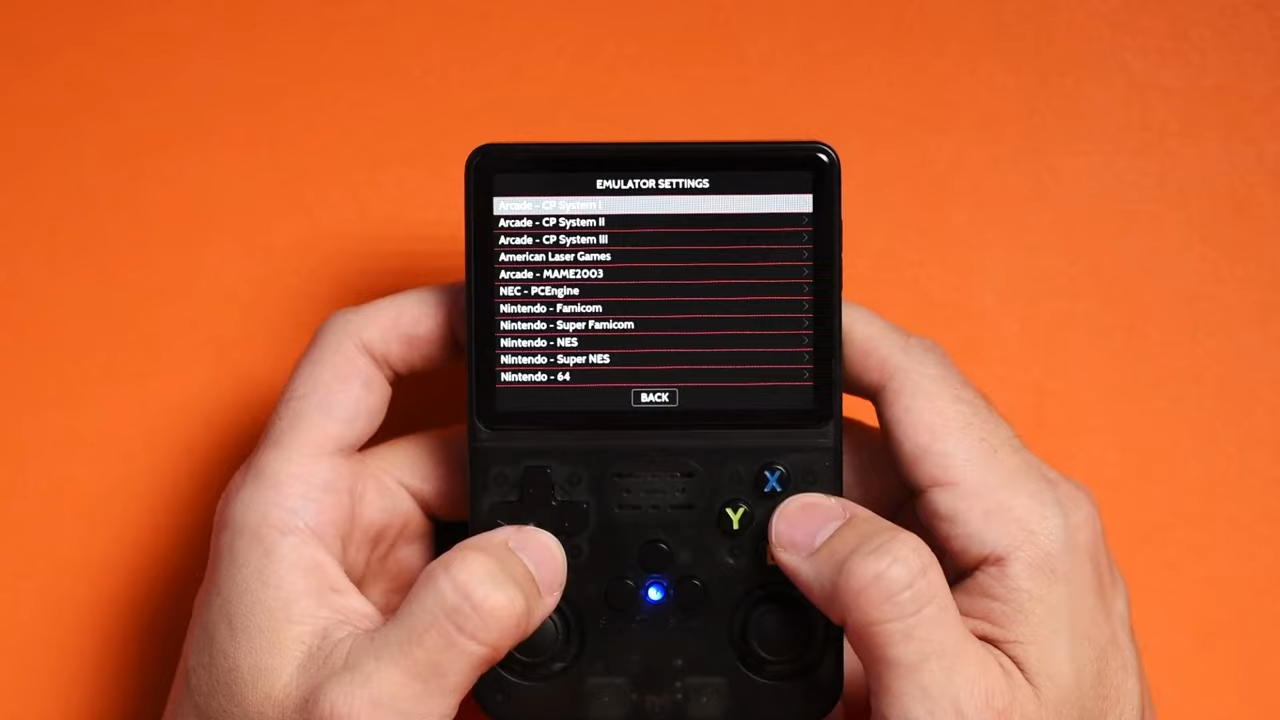 EMULATOR SETTINGS
Arcade - CP System I
Arcade - CP System II
Arcade - CP System III
American Laser Games
Arcade - MAME2003
NEC - PCEngine
Nintendo - Famicom
Nintendo - Super Famicom
Nintendo - NES
Nintendo - Super NES
Nintendo - 64
BACK
X
Y